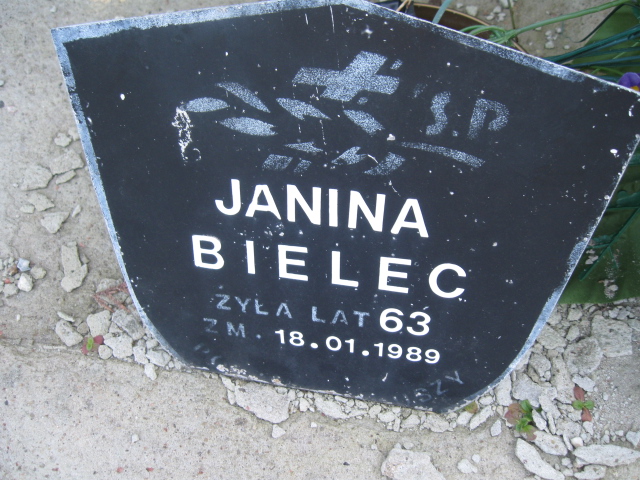 Ś.P.
JANINA
BIELEC
ŻYŁA LAT 63
ZM. 18.01.1989